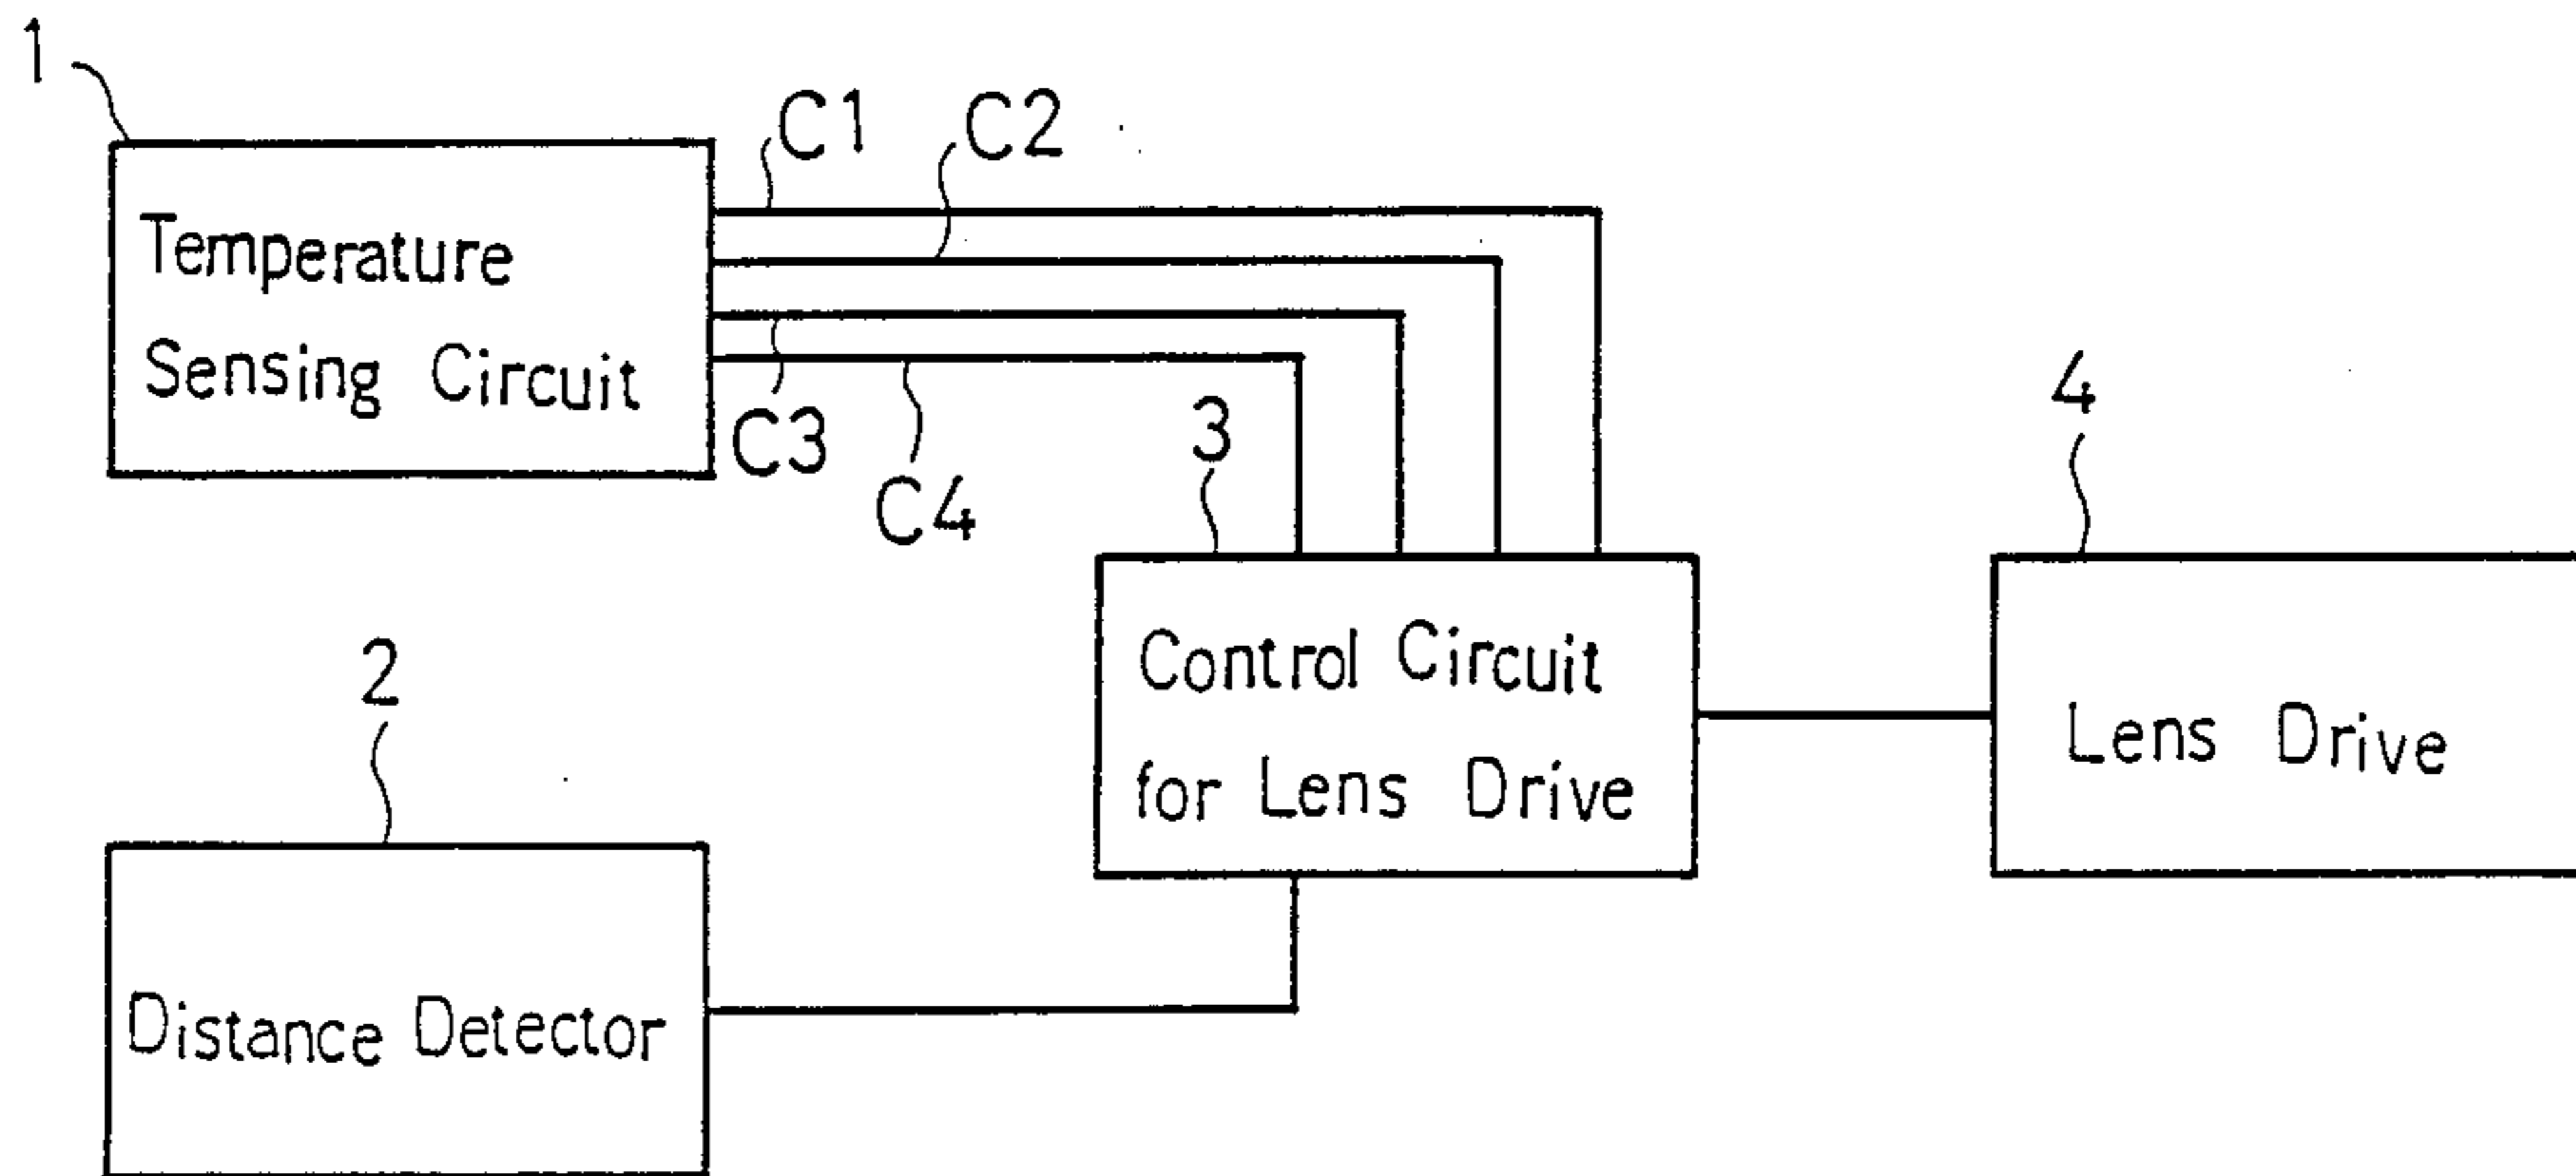 1
C1
C2
Temperature
Sensing Circuit
C3
C4
3
4
Control Circuit
for Lens Drive
Lens Drive
2
Distance Detector